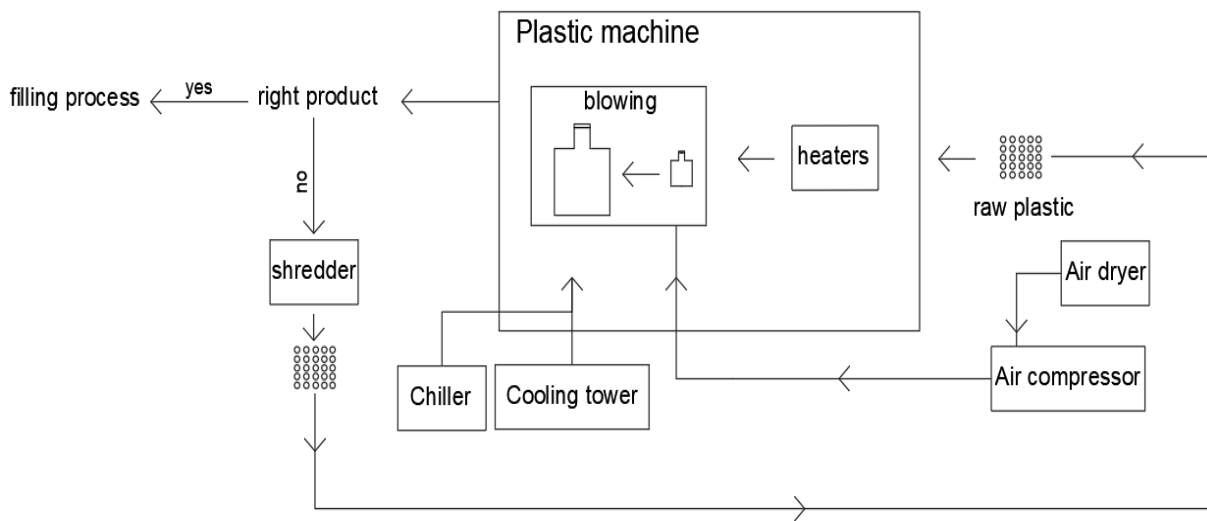 Plastic machine
filling process
yes
right product
blowing
heaters
raw plastic
no
shredder
Air dryer
Chiller
Cooling tower
Air compressor